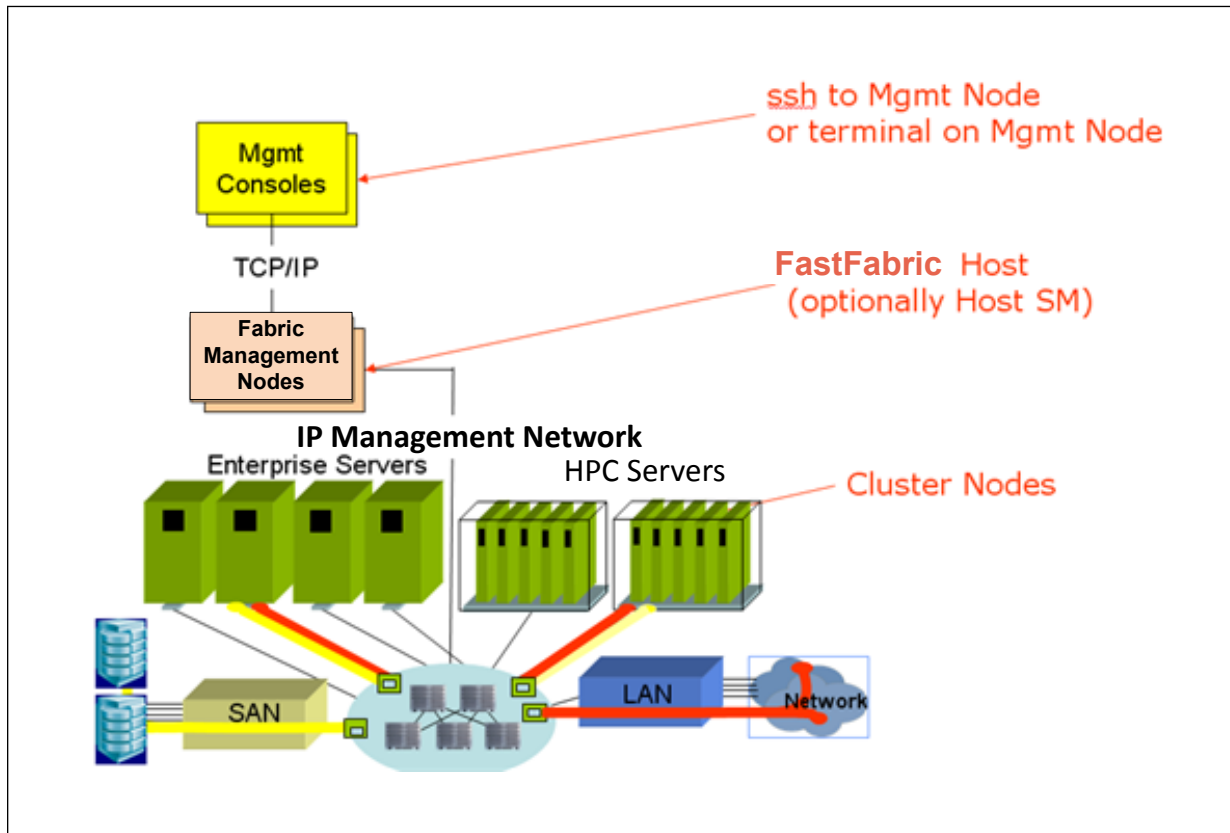 ssh to Mgmt Node
or terminal on Mgmt Node
Mgmt
Consoles
TCP/IP
FastFabric Host
(optionally Host SM)
Fabric
Management
Nodes
IP Management Network
Enterprise Servers
HPC Servers
Cluster Nodes
SAN
LAN
Network